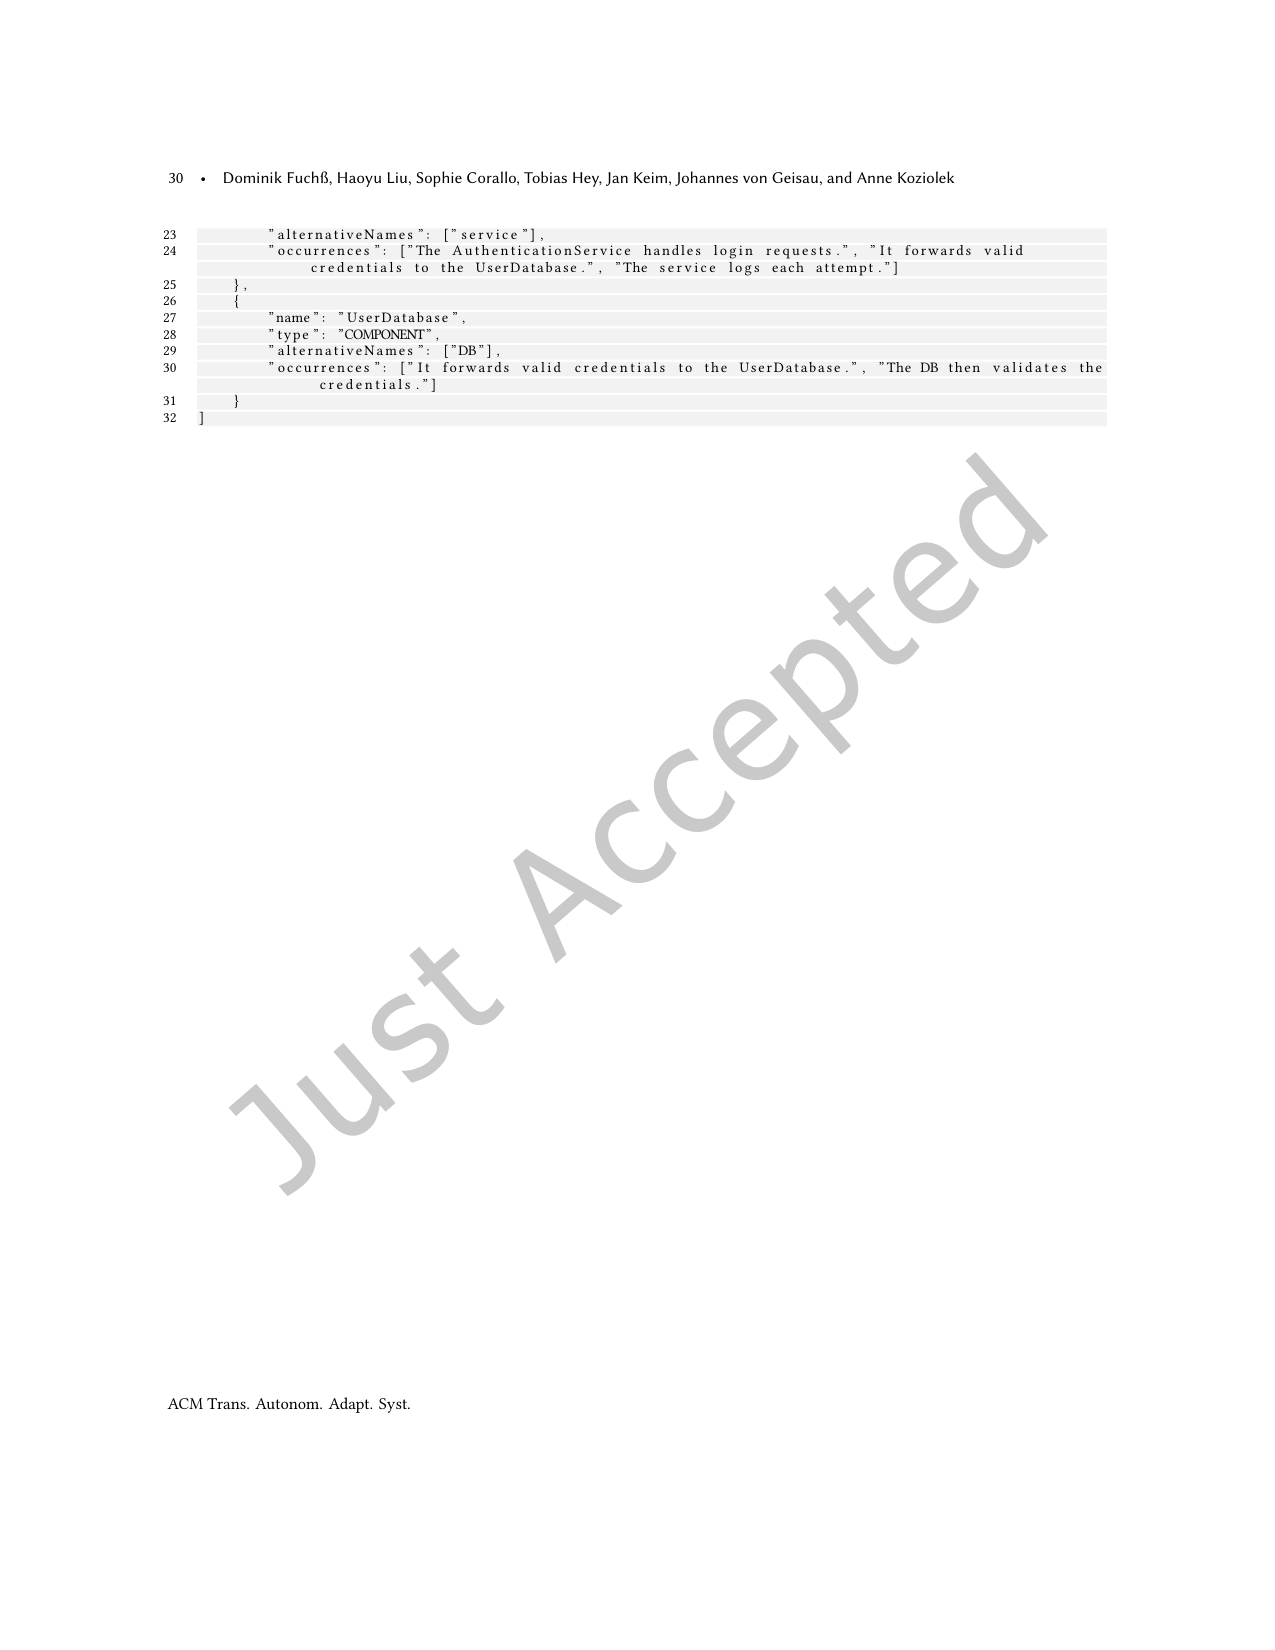 30 • Dominik Fuchß, Haoyu Liu, Sophie Corallo, Tobias Hey, Jan Keim, Johannes von Geisau, and Anne Koziolek
23 "alternativeNames": ["service"],
24 "occurrences": ["The AuthenticationService handles login requests.", "It forwards valid
credentials to the UserDatabase.", "The service logs each attempt."]
25 },
26 {
27 "name": "UserDatabase",
28 "type": "COMPONENT",
29 "alternativeNames": ["DB"],
30 "occurrences": ["It forwards valid credentials to the UserDatabase.", "The DB then validates the
credentials."]
31 }
32 ]
Just Accepted
ACM Trans. Autonom. Adapt. Syst.